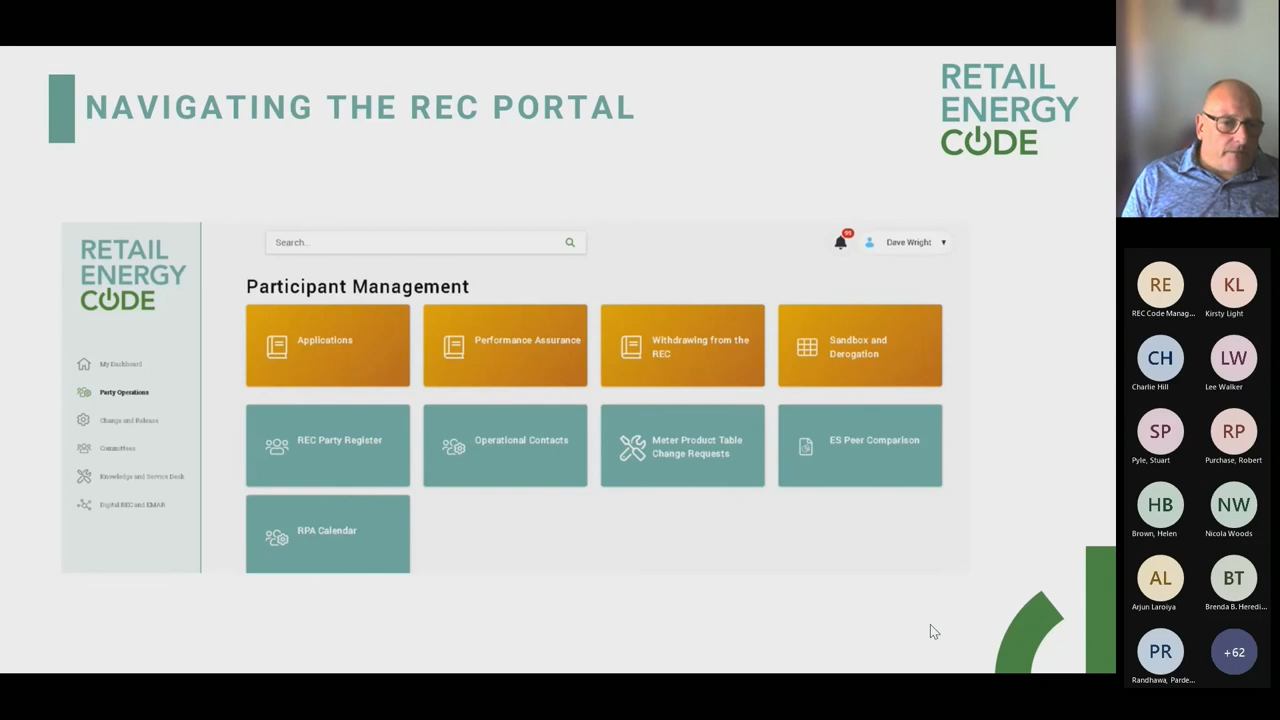 NAVIGATING THE REC PORTAL
RETAIL
ENERGY
CODE
RETAIL
ENERGY
CODE
Search...
99
Dave Wright
Participant Management
Applications
Performance Assurance
Withdrawing from the
REC
Sandbox and
Derogation
My Dashboard
Party Operations
Change and Release
Committees
Knowledge and Service Desk
Digital REC and EMAR
REC Party Register
Operational Contacts
Meter Product Table
Change Requests
ES Peer Comparison
RPA Calendar
RE
REC Code Manag...
KL
Kirsty Light
CH
Charlie Hill
LW
Lee Walker
SP
Pyle, Stuart
RP
Purchase, Robert
HB
Brown, Helen
NW
Nicola Woods
AL
Arjun Laroiya
BT
Brenda B. Heredi...
PR
Randhawa, Parde...
+62